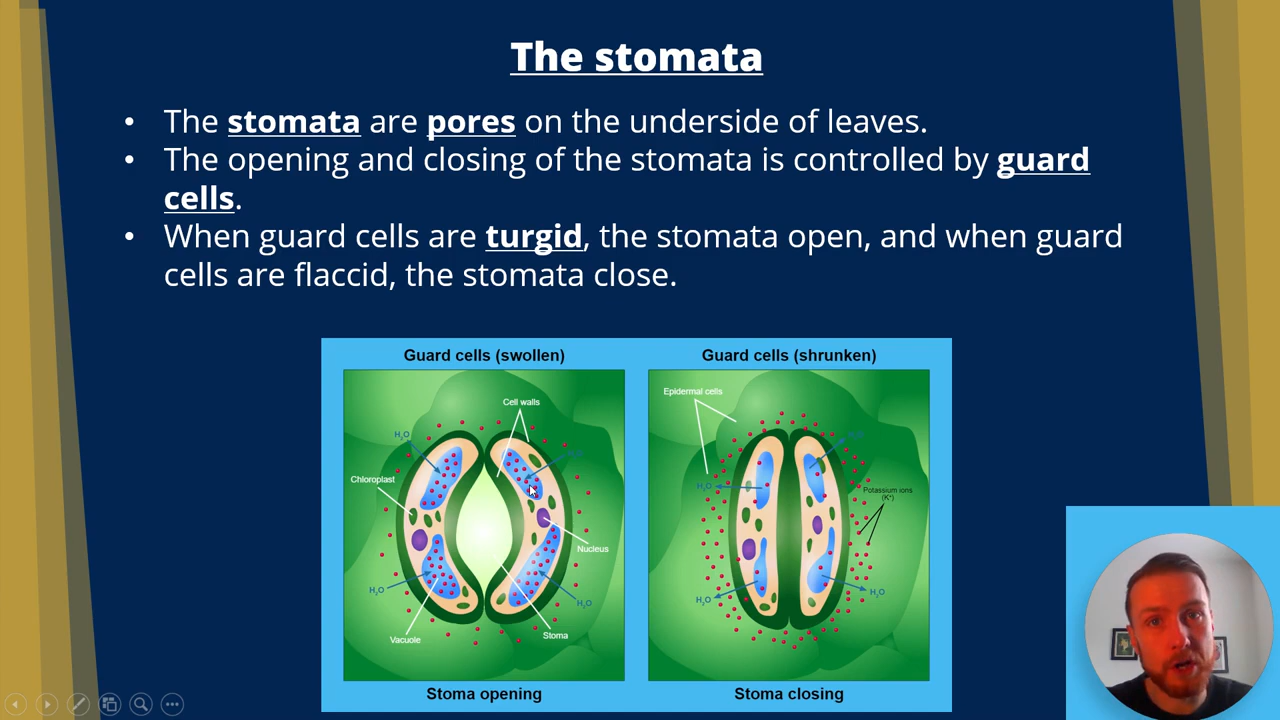 The stomata
• The stomata are pores on the underside of leaves.
• The opening and closing of the stomata is controlled by guard
cells.
• When guard cells are turgid, the stomata open, and when guard
cells are flaccid, the stomata close.
Guard cells (swollen)
Cell walls
H₂O
H₂O
Chloroplast
Nucleus
H₂O
H₂O
Vacuole
Stoma
Stoma opening
Guard cells (shrunken)
Epidermal cells
H₂O
H₂O
Potassium ions
(K⁺)
H₂O
H₂O
Stoma closing